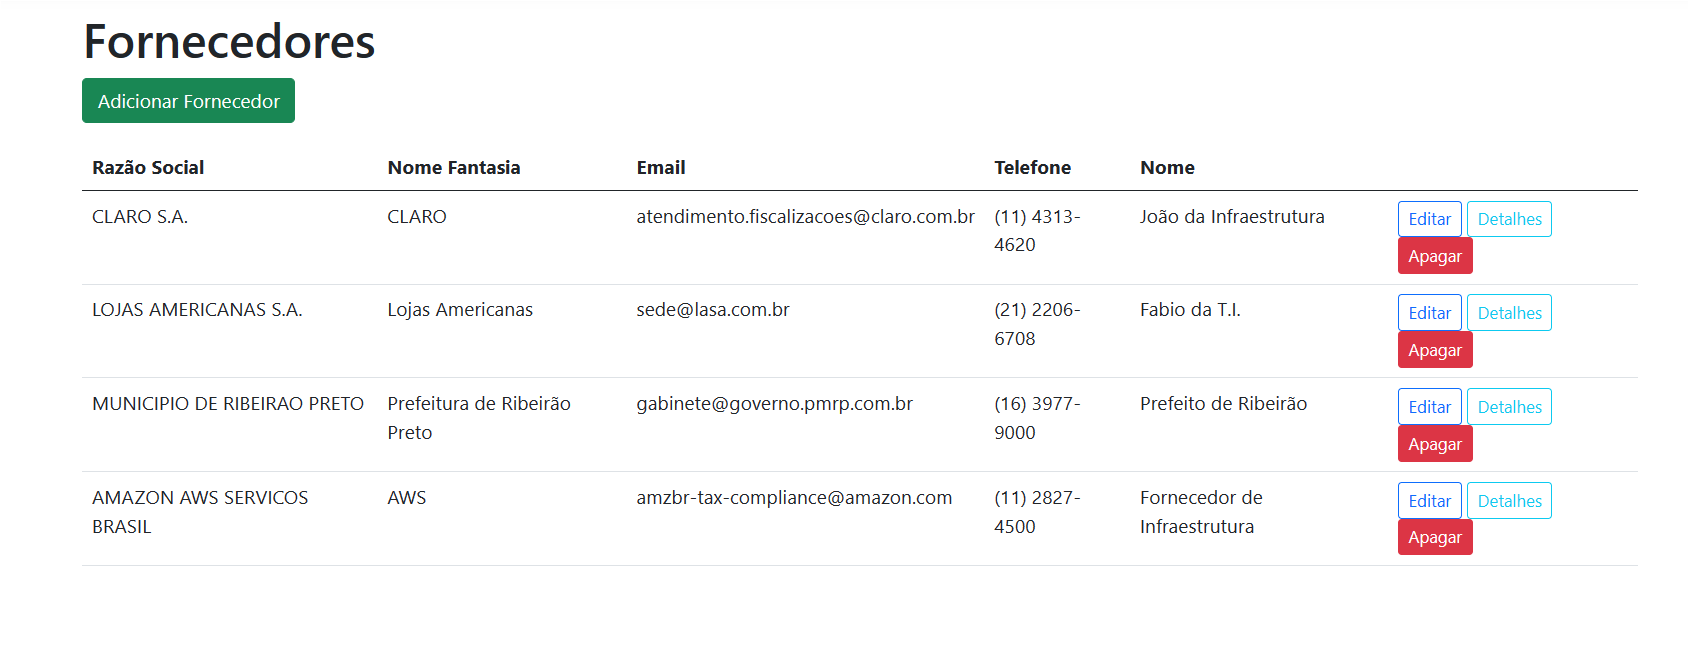 Fornecedores
Adicionar Fornecedor
Razão Social Nome Fantasia Email Telefone Nome
CLARO S.A. CLARO atendimento.fiscalizacoes@claro.com.br (11) 4313- João da Infraestrutura Editar Detalhes
4620 Apagar
LOJAS AMERICANAS S.A. Lojas Americanas sede@lasa.com.br (21) 2206- Fabio da T.I. Editar Detalhes
6708 Apagar
MUNICIPIO DE RIBEIRAO PRETO Prefeitura de Ribeirão gabinete@governo.pmrp.com.br (16) 3977- Prefeito de Ribeirão Editar Detalhes
Preto 9000 Apagar
AMAZON AWS SERVICOS AWS amzbr-tax-compliance@amazon.com (11) 2827- Fornecedor de Editar Detalhes
BRASIL 4500 Infraestrutura Apagar